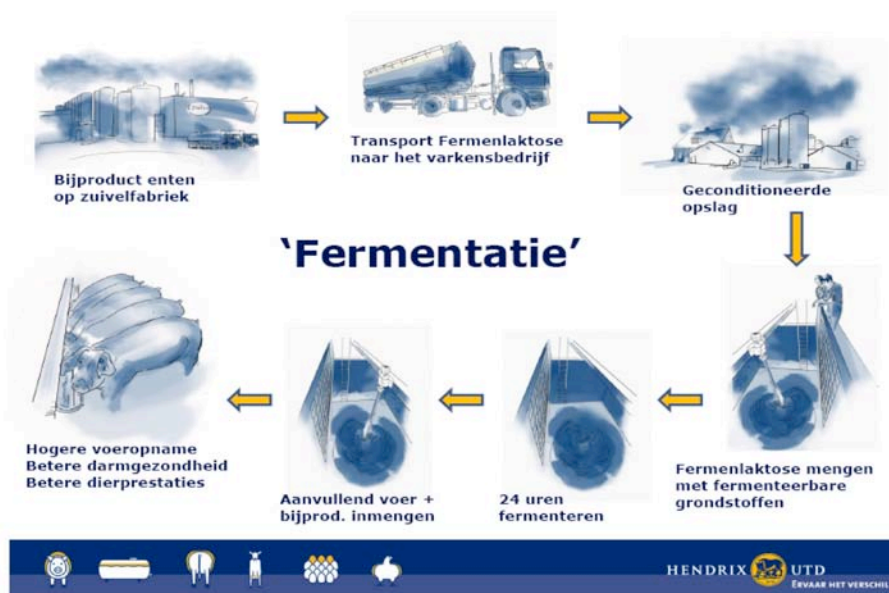 Bijproduct enten
op zuivelfabriek
Transport Fermenlaktose
naar het varkensbedrijf
Geconditioneerde
opslag
‘Fermentatie’
Fermenlaktose mengen
met fermenteerbare
grondstoffen
24 uren
fermenteren
Aanvullend voer +
bijprod. inmengen
Hogere voeropname
Betere darmgezondheid
Betere dierprestaties
HENDRIX UTD
ERVAAR HET VERSCHIL